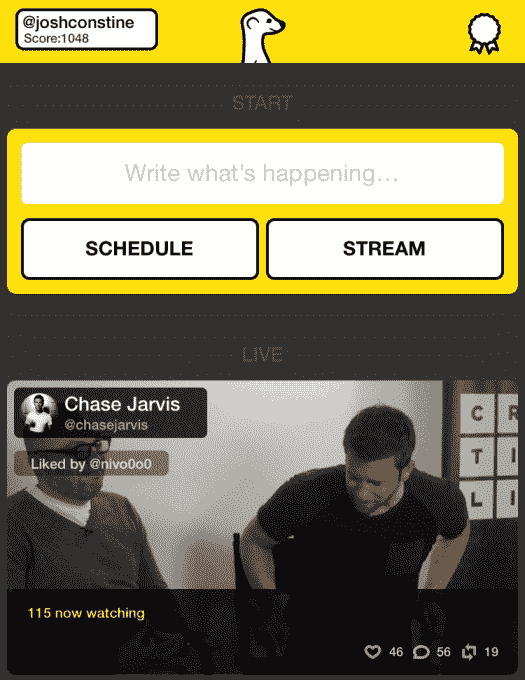 @joshconstine
Score:1048
START
Write what's happening...
SCHEDULE
STREAM
LIVE
Chase Jarvis
@chasejarvis
Liked by @nivo0o0
C R
T I
L I
115 now watching
46 56 19